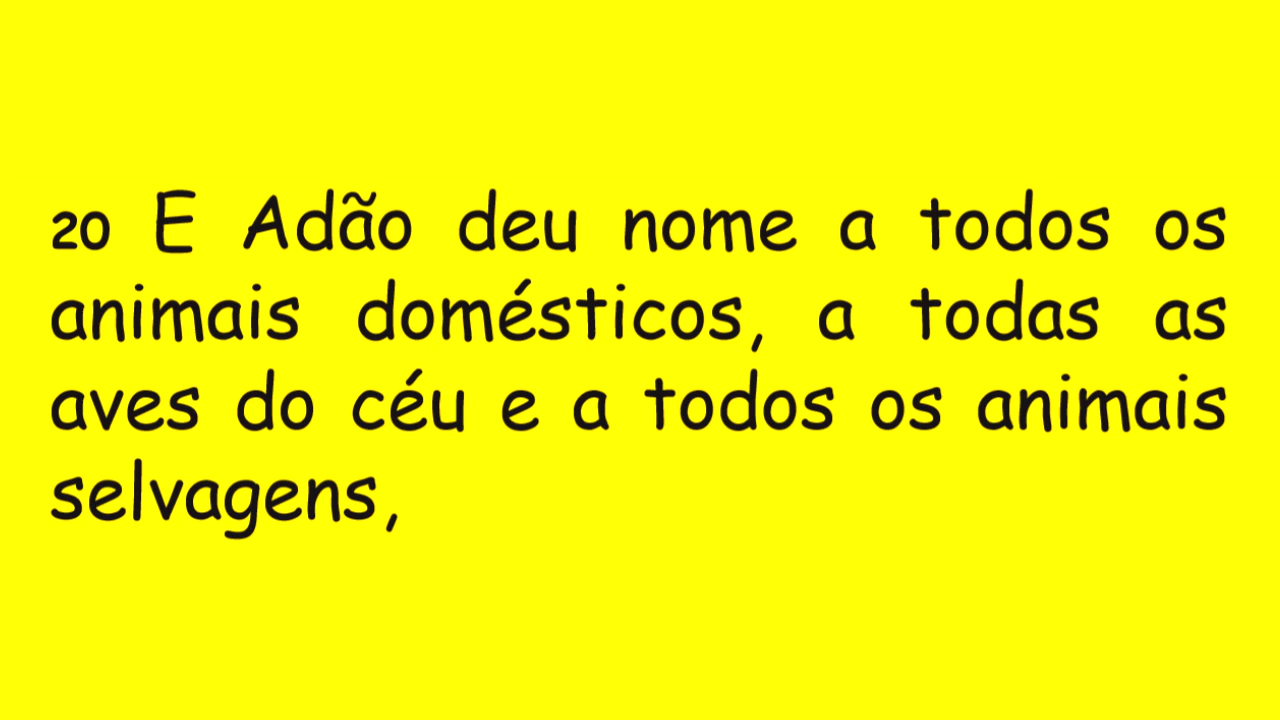 20 E Adão deu nome a todos os
animais domésticos, a todas as
aves do céu e a todos os animais
selvagens,